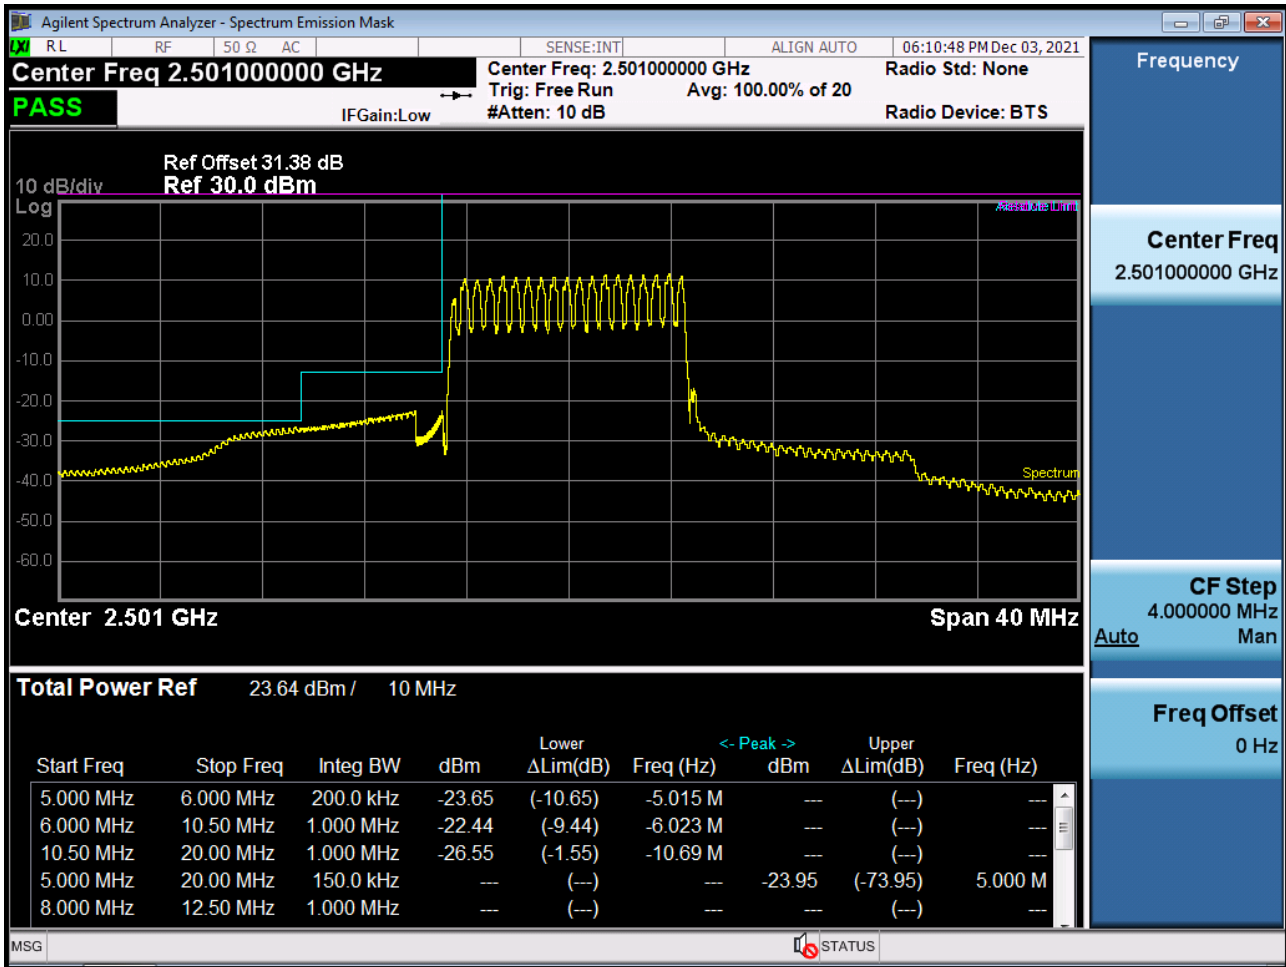 Agilent Spectrum Analyzer - Spectrum Emission Mask
LXI RL RF 50 Ω AC SENSE:INT ALIGN AUTO 06:10:48 PM Dec 03, 2021
Center Freq 2.501000000 GHz Center Freq: 2.501000000 GHz Radio Std: None
Trig: Free Run Avg: 100.00% of 20
PASS IFGain:Low #Atten: 10 dB Radio Device: BTS
Ref Offset 31.38 dB
10 dB/div Ref 30.0 dBm
Log
Absolute Limit
20.0
10.0
0.00
-10.0
-20.0
-30.0
-40.0
Spectrum
-50.0
-60.0
Center 2.501 GHz Span 40 MHz
Total Power Ref 23.64 dBm / 10 MHz
Lower <- Peak -> Upper
Start Freq Stop Freq Integ BW dBm ΔLim(dB) Freq (Hz) dBm ΔLim(dB) Freq (Hz)
5.000 MHz 6.000 MHz 200.0 kHz -23.65 (-10.65) -5.015 M --- (---) ---
6.000 MHz 10.50 MHz 1.000 MHz -22.44 (-9.44) -6.023 M --- (---) ---
10.50 MHz 20.00 MHz 1.000 MHz -26.55 (-1.55) -10.69 M --- (---) ---
5.000 MHz 20.00 MHz 150.0 kHz --- (---) --- -23.95 (-73.95) 5.000 M
8.000 MHz 12.50 MHz 1.000 MHz --- (---) --- --- (---) ---
MSG STATUS
Frequency
Center Freq
2.501000000 GHz
CF Step
4.000000 MHz
Auto Man
Freq Offset
0 Hz